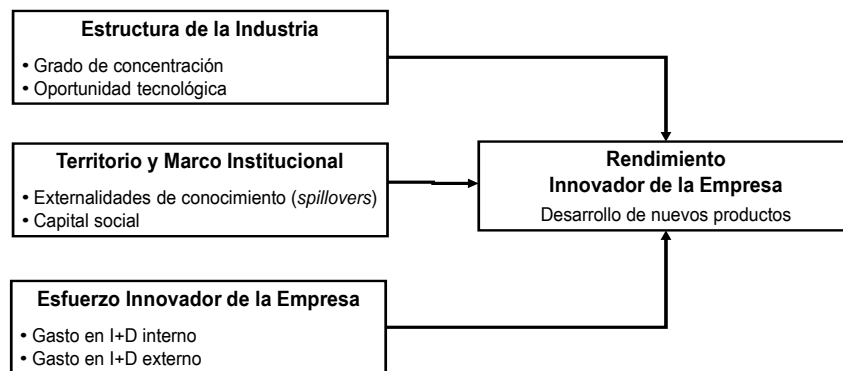 Estructura de la Industria
• Grado de concentración
• Oportunidad tecnológica
Territorio y Marco Institucional
• Externalidades de conocimiento (spillovers)
• Capital social
Rendimiento
Innovador de la Empresa
Desarrollo de nuevos productos
Esfuerzo Innovador de la Empresa
• Gasto en I+D interno
• Gasto en I+D externo